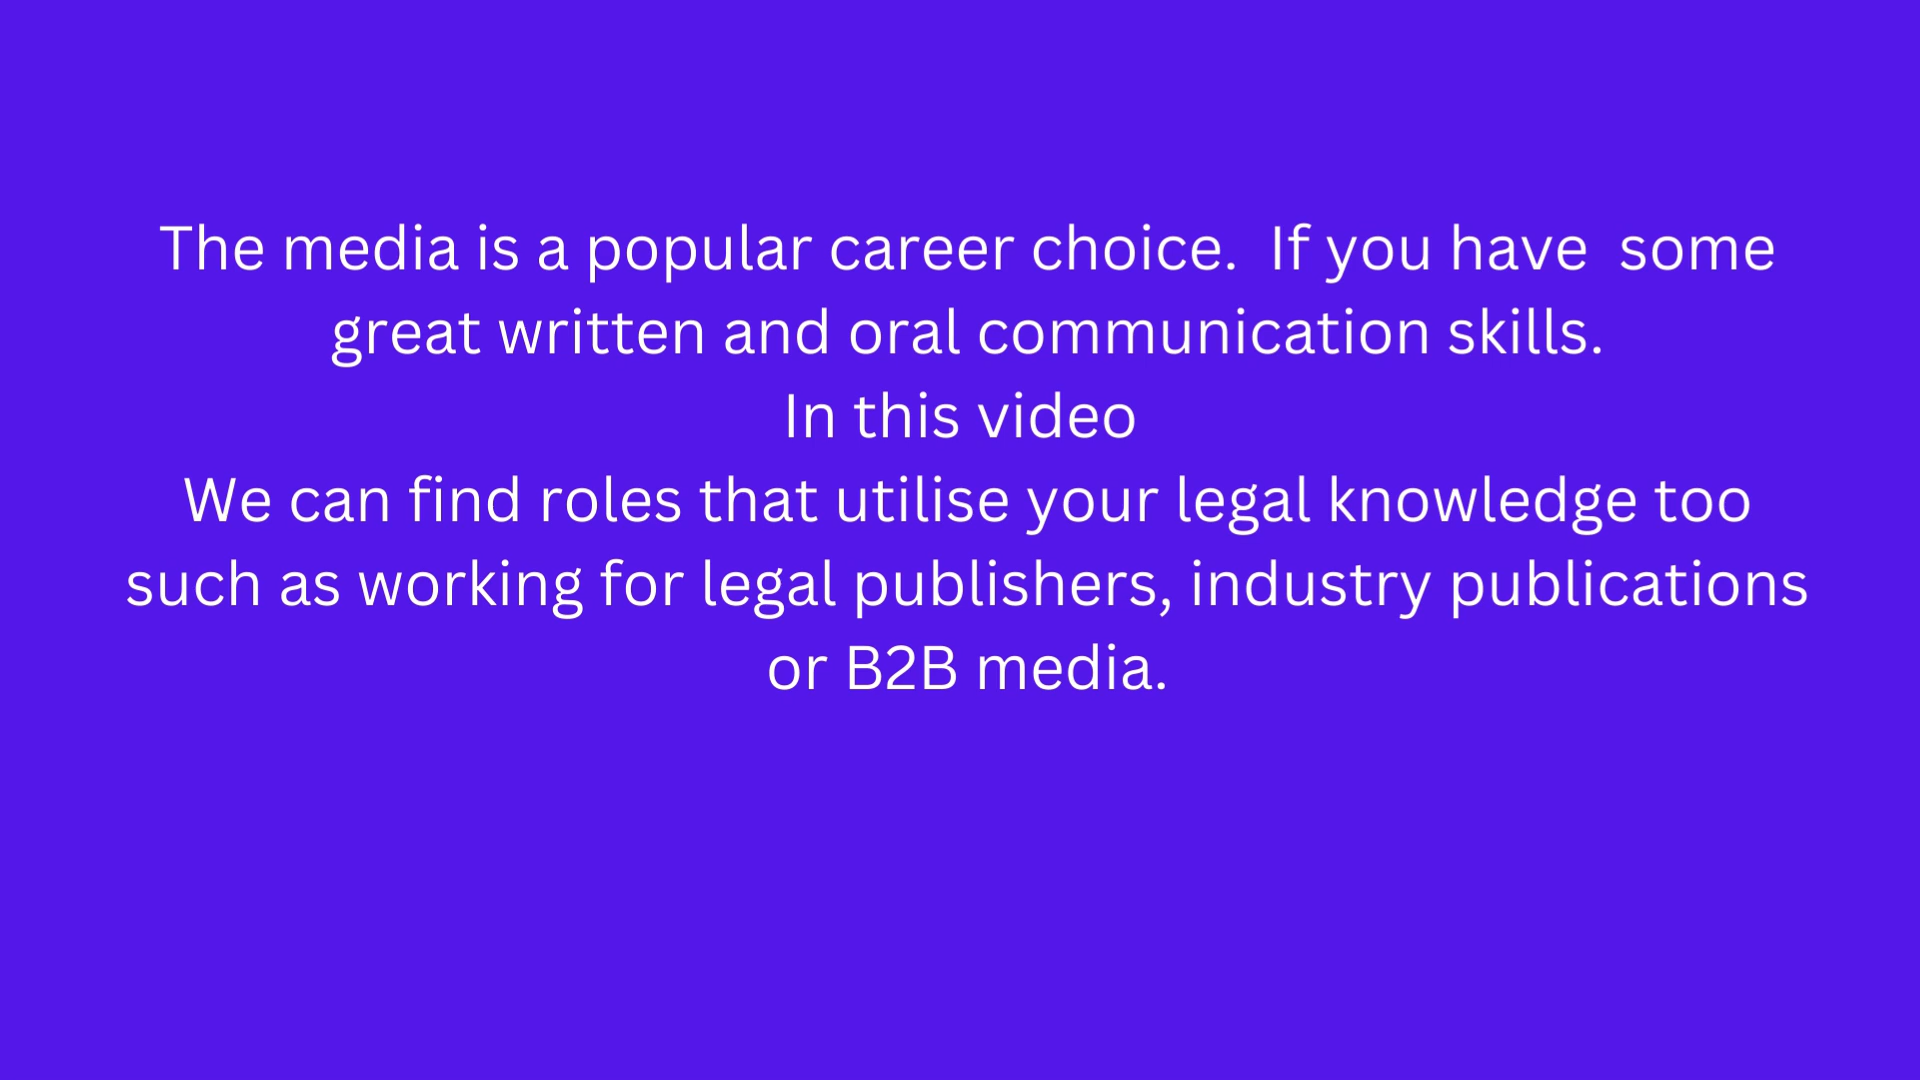 The media is a popular career choice.  If you have  some
great written and oral communication skills.
In this video
We can find roles that utilise your legal knowledge too
such as working for legal publishers, industry publications
or B2B media.